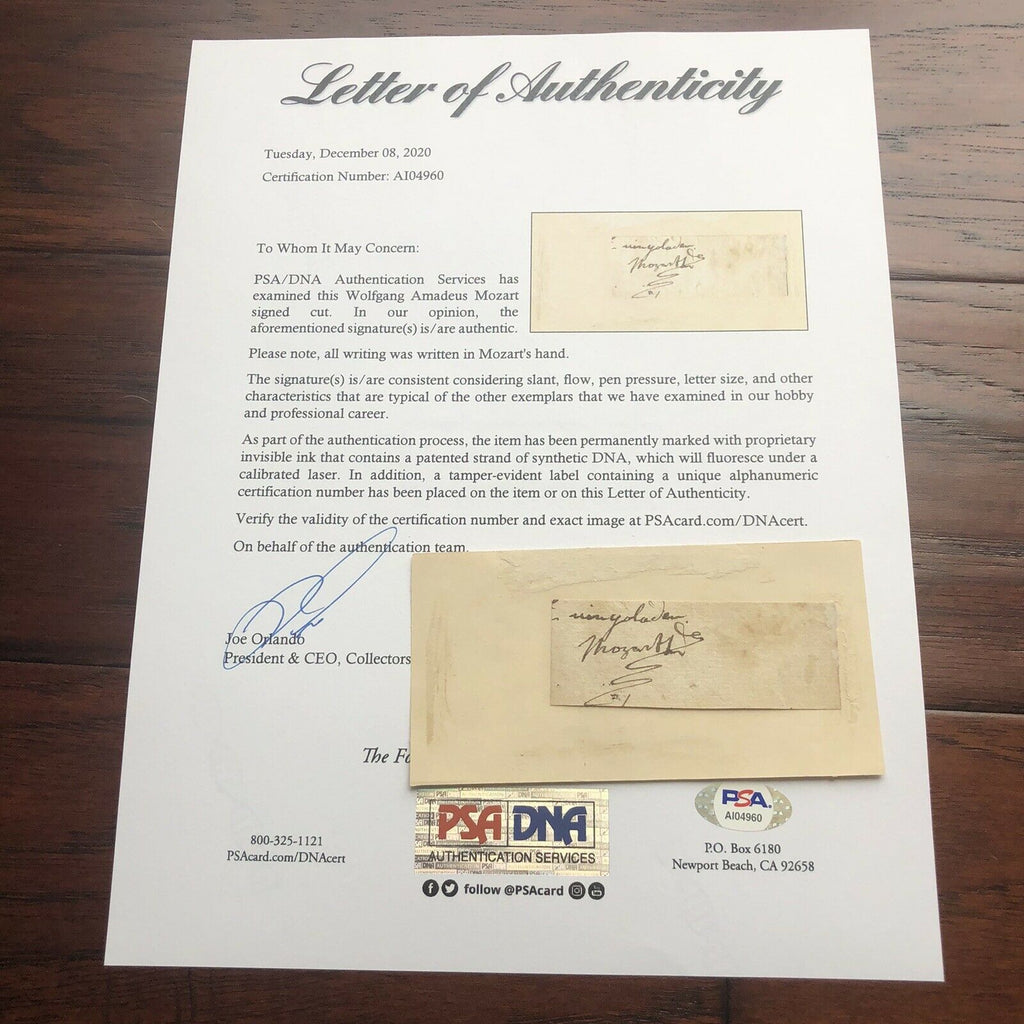 Letter of Authenticity
Tuesday, December 08, 2020
Certification Number: AI04960
To Whom It May Concern:
PSA/DNA Authentication Services has
examined this Wolfgang Amadeus Mozart
signed cut. In our opinion, the
aforementioned signature(s) is/are authentic.
Please note, all writing was written in Mozart's hand.
The signature(s) is/are consistent considering slant, flow, pen pressure, letter size, and other
characteristics that are typical of the other exemplars that we have examined in our hobby
and professional career.
As part of the authentication process, the item has been permanently marked with proprietary
invisible ink that contains a patented strand of synthetic DNA, which will fluoresce under a
calibrated laser. In addition, a tamper-evident label containing a unique alphanumeric
certification number has been placed on the item or on this Letter of Authenticity.
Verify the validity of the certification number and exact image at PSAcard.com/DNAcert.
On behalf of the authentication team,
Joe Orlando
President & CEO, Collectors
Mozart
The Fo
PSA DNA
AUTHENTICATION SERVICES
PSA
AI04960
800-325-1121
PSAcard.com/DNAcert
follow @PSAcard
P.O. Box 6180
Newport Beach, CA 92658